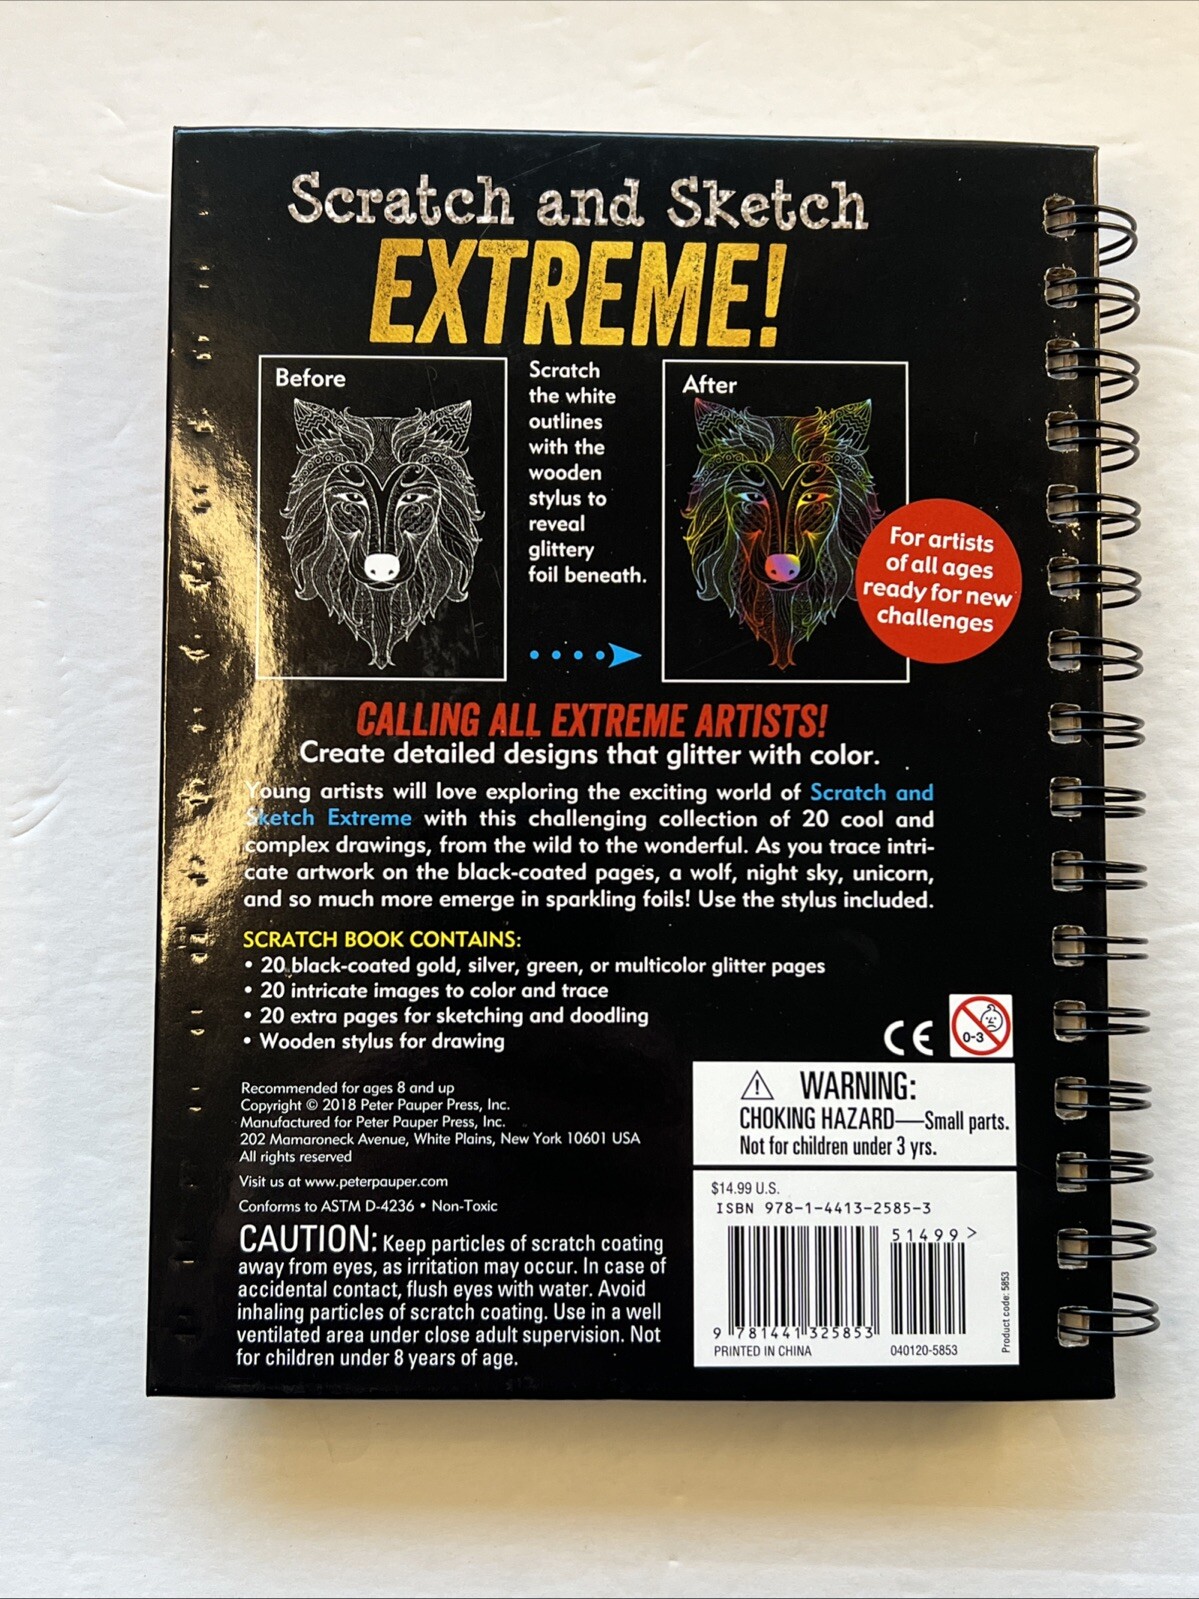 Scratch and Sketch
EXTREME!
Before
Scratch
the white
outlines
with the
wooden
stylus to
reveal
glittery
foil beneath.
After
For artists
of all ages
ready for new
challenges
CALLING ALL EXTREME ARTISTS!
Create detailed designs that glitter with color.
Young artists will love exploring the exciting world of Scratch and
Sketch Extreme with this challenging collection of 20 cool and
complex drawings, from the wild to the wonderful. As you trace intri-
cate artwork on the black-coated pages, a wolf, night sky, unicorn,
and so much more emerge in sparkling foils! Use the stylus included.
SCRATCH BOOK CONTAINS:
• 20 black-coated gold, silver, green, or multicolor glitter pages
• 20 intricate images to color and trace
• 20 extra pages for sketching and doodling
• Wooden stylus for drawing
Recommended for ages 8 and up
Copyright © 2018 Peter Pauper Press, Inc.
Manufactured for Peter Pauper Press, Inc.
202 Mamaroneck Avenue, White Plains, New York 10601 USA
All rights reserved
Visit us at www.peterpauper.com
Conforms to ASTM D-4236 • Non-Toxic
CAUTION: Keep particles of scratch coating
away from eyes, as irritation may occur. In case of
accidental contact, flush eyes with water. Avoid
inhaling particles of scratch coating. Use in a well
ventilated area under close adult supervision. Not
for children under 8 years of age.
CE
0-3
WARNING:
CHOKING HAZARD—Small parts.
Not for children under 3 yrs.
$14.99 U.S.
ISBN 978-1-4413-2585-3
51499>
9 781441 325853
PRINTED IN CHINA
040120-5853
Product code: 5853